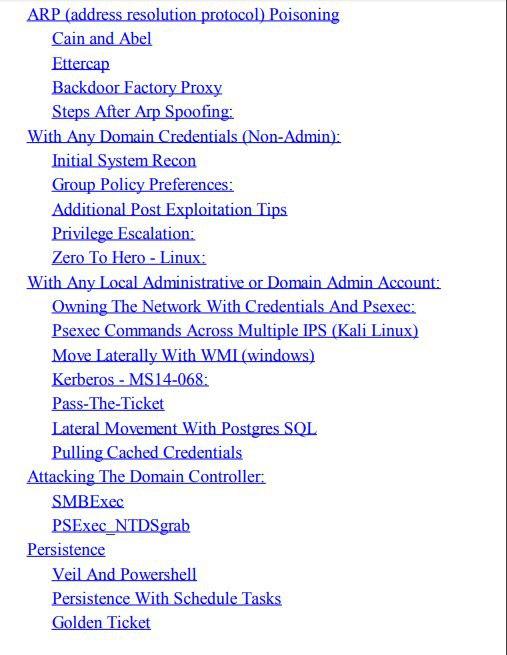 ARP (address resolution protocol) Poisoning
Cain and Abel
Ettercap
Backdoor Factory Proxy
Steps After Arp Spoofing:
With Any Domain Credentials (Non-Admin):
Initial System Recon
Group Policy Preferences:
Additional Post Exploitation Tips
Privilege Escalation:
Zero To Hero - Linux:
With Any Local Administrative or Domain Admin Account:
Owning The Network With Credentials And Psexec:
Psexec Commands Across Multiple IPS (Kali Linux)
Move Laterally With WMI (windows)
Kerberos - MS14-068:
Pass-The-Ticket
Lateral Movement With Postgres SQL
Pulling Cached Credentials
Attacking The Domain Controller:
SMBExec
PSExec_NTDSgrab
Persistence
Veil And Powershell
Persistence With Schedule Tasks
Golden Ticket